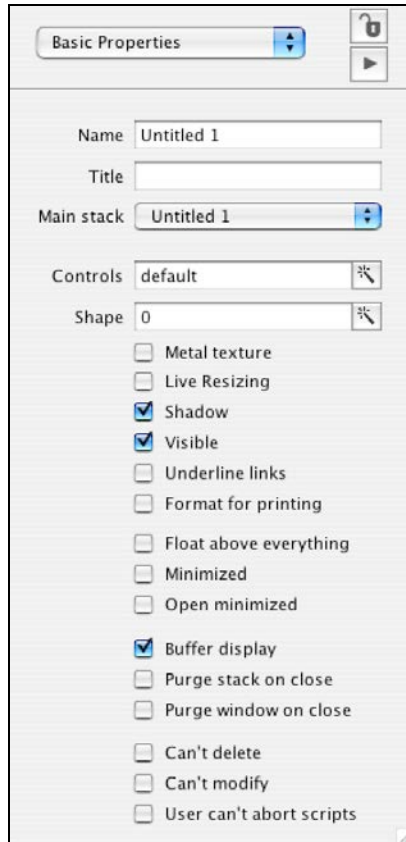 Basic Properties
Name Untitled 1
Title
Main stack Untitled 1
Controls default
Shape 0
Metal texture
Live Resizing
Shadow
Visible
Underline links
Format for printing
Float above everything
Minimized
Open minimized
Buffer display
Purge stack on close
Purge window on close
Can't delete
Can't modify
User can't abort scripts